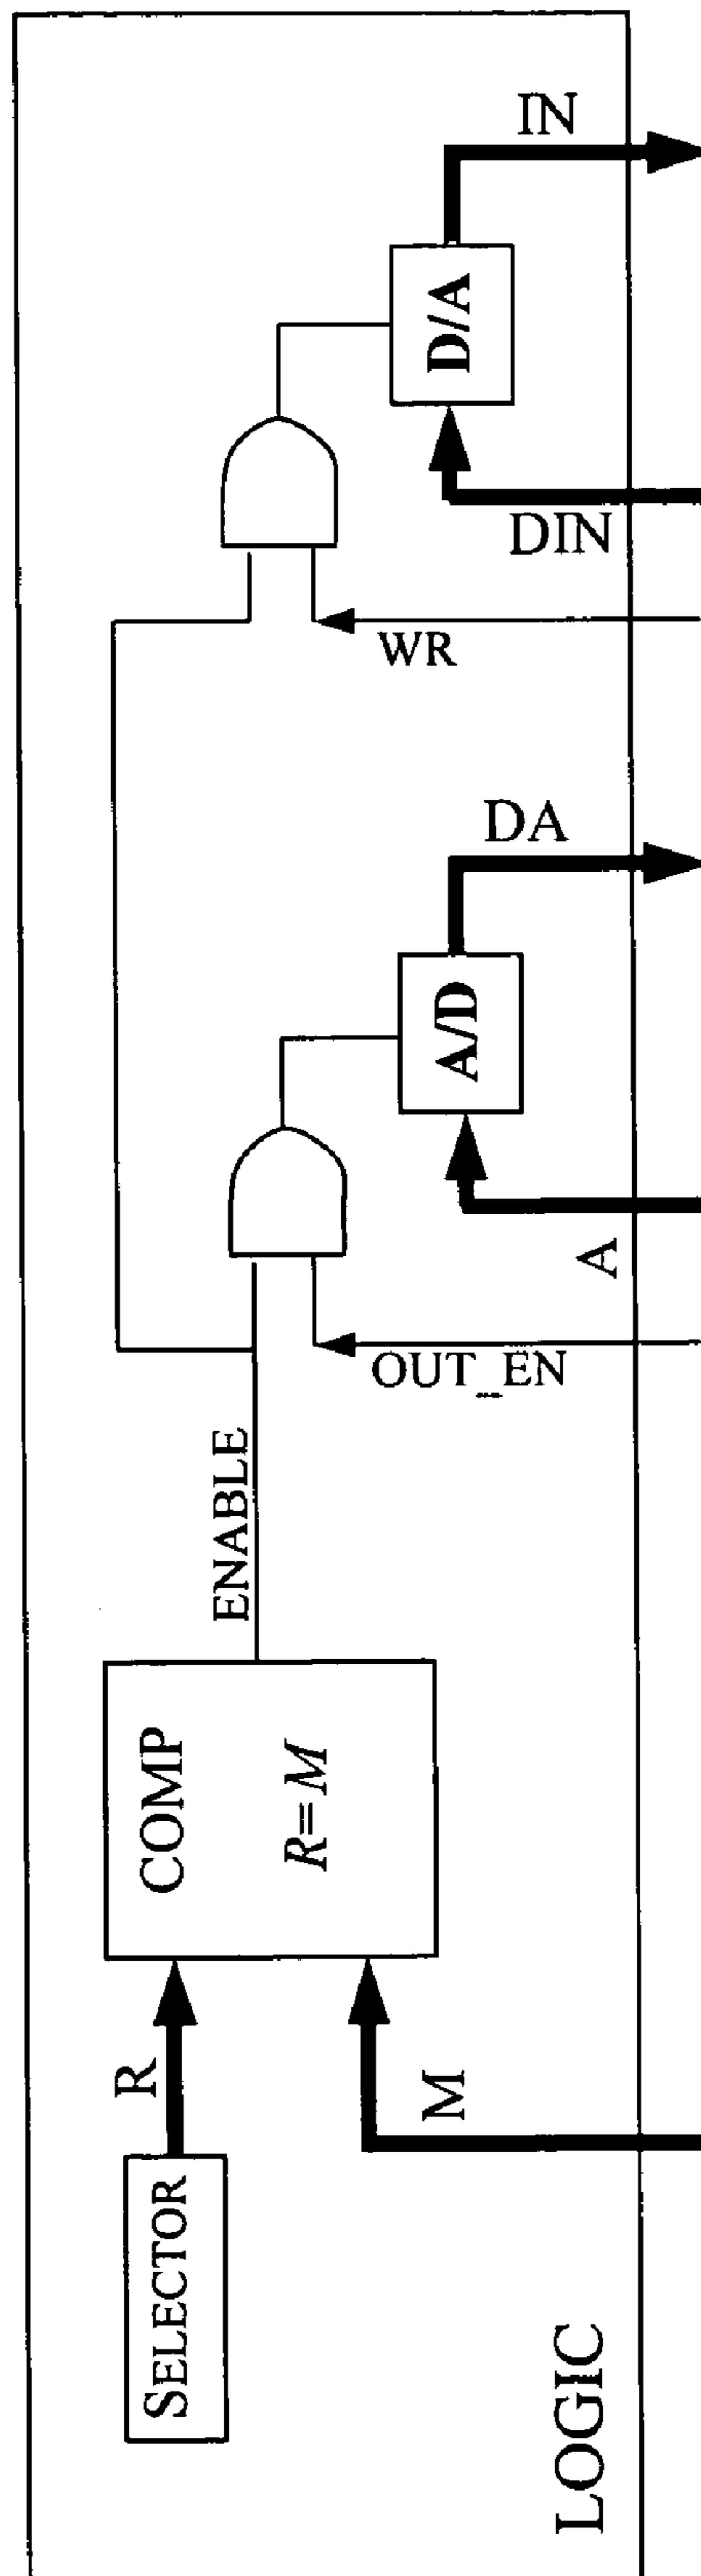 SELECTOR
R
M
COMP
R=M
ENABLE
OUT_EN
A
A/D
DA
WR
DIN
D/A
IN
LOGIC